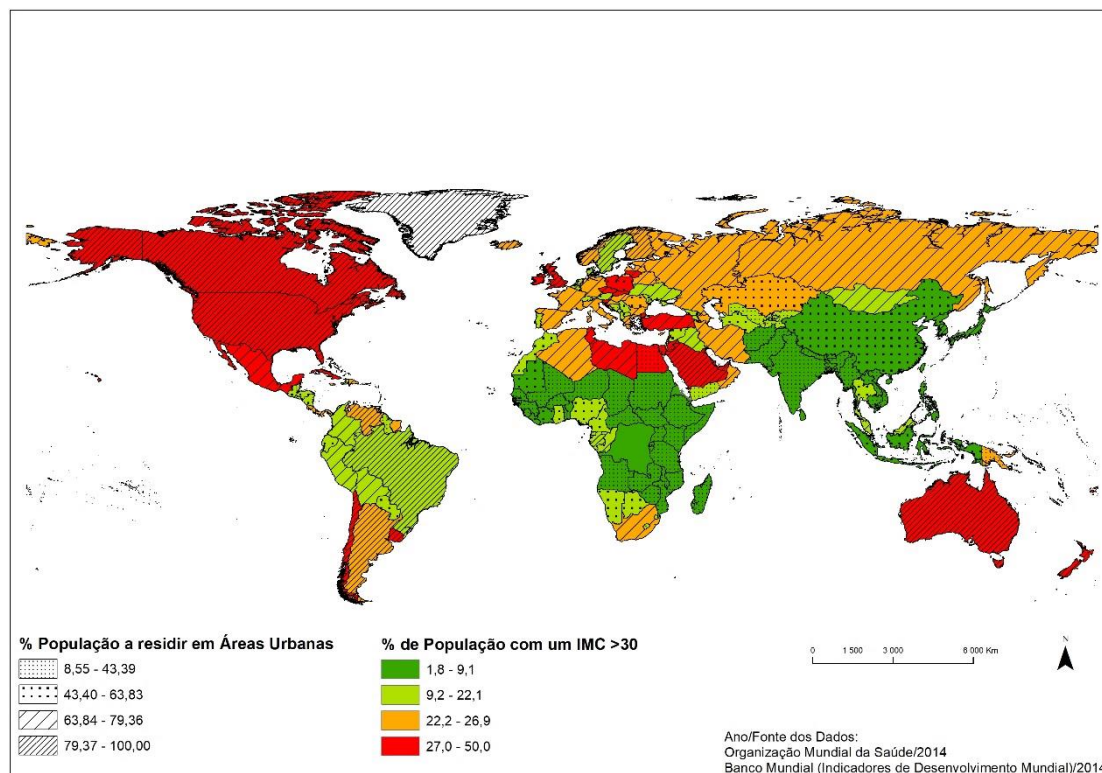 % População a residir em Áreas Urbanas
8,55 - 43,39
43,40 - 63,83
63,84 - 79,36
79,37 - 100,00
% de População com um IMC >30
1,8 - 9,1
9,2 - 22,1
22,2 - 26,9
27,0 - 50,0
0 1 500 3 000 6 000 Km
N
Ano/Fonte dos Dados:
Organização Mundial da Saúde/2014
Banco Mundial (Indicadores de Desenvolvimento Mundial)/2014